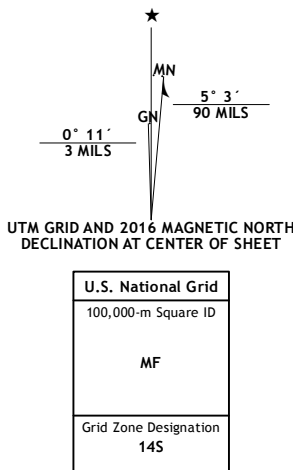 ★
MN
GN
5° 3´
90 MILS
0° 11´
3 MILS
UTM GRID AND 2016 MAGNETIC NORTH
DECLINATION AT CENTER OF SHEET
U.S. National Grid
100,000-m Square ID
MF
Grid Zone Designation
14S